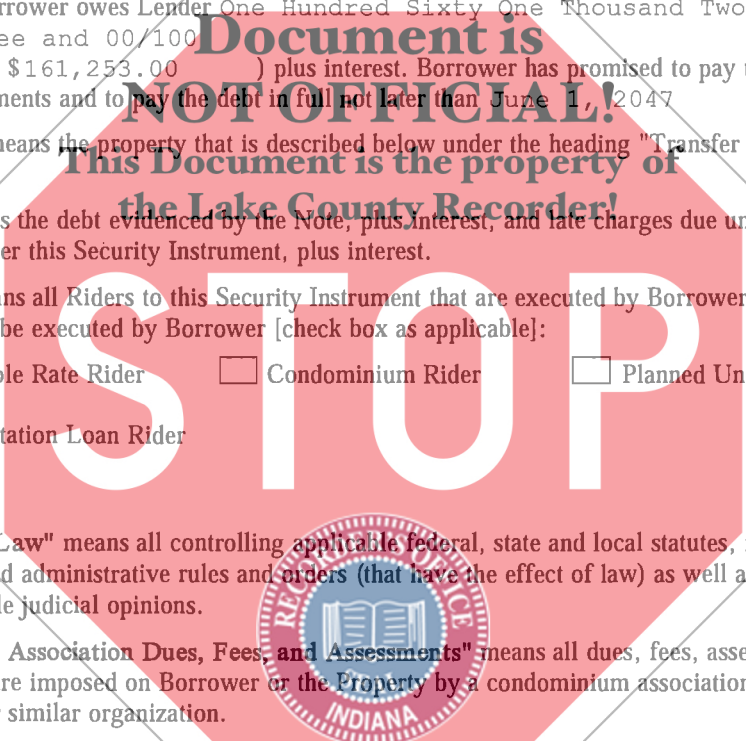 rrower owes Lender One Hundred Sixty One Thousand Two
ee and 00/100
Document is
$161,253.00 ) plus interest. Borrower has promised to pay
ments and to pay the debt in full not later than June 1, 2047
NOT OFFICIAL!
neans the property that is described below under the heading "Transfer
This Document is the property of
the Lake County Recorder!
s the debt evidenced by the Note, plus interest, and late charges due un
er this Security Instrument, plus interest.
ns all Riders to this Security Instrument that are executed by Borrower
be executed by Borrower [check box as applicable]:
STOP
ble Rate Rider Condominium Rider Planned Un
tation Loan Rider
Law" means all controlling applicable federal, state and local statutes,
d administrative rules and orders (that have the effect of law) as well a
le judicial opinions.
RECORDER'S OFFICE
Association Dues, Fees, and Assessments" means all dues, fees, asse
re imposed on Borrower or the Property by a condominium association
similar organization.
INDIANA